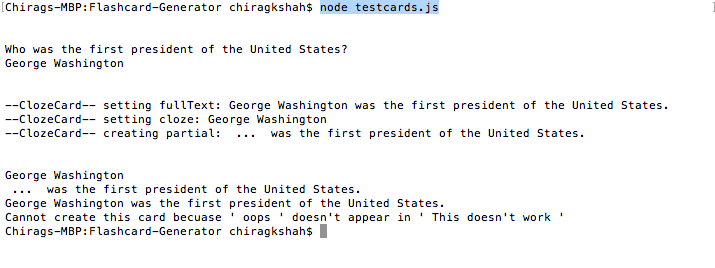 [Chirags-MBP:Flashcard-Generator chiragkshah$ node testcards.js ]
Who was the first president of the United States?
George Washington
--ClozeCard-- setting fullText: George Washington was the first president of the United States.
--ClozeCard-- setting cloze: George Washington
--ClozeCard-- creating partial:  ...  was the first president of the United States.
George Washington
 ...  was the first president of the United States.
George Washington was the first president of the United States.
Cannot create this card becuase ' oops ' doesn't appear in ' This doesn't work '
Chirags-MBP:Flashcard-Generator chiragkshah$